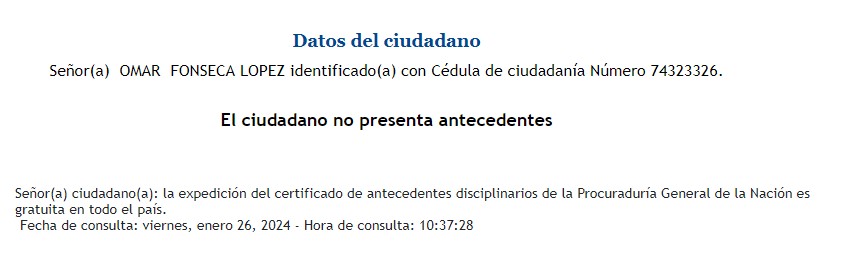 Datos del ciudadano
Señor(a) OMAR FONSECA LOPEZ identificado(a) con Cédula de ciudadanía Número 74323326.
El ciudadano no presenta antecedentes
Señor(a) ciudadano(a): la expedición del certificado de antecedentes disciplinarios de la Procuraduría General de la Nación es
gratuita en todo el país.
Fecha de consulta: viernes, enero 26, 2024 - Hora de consulta: 10:37:28